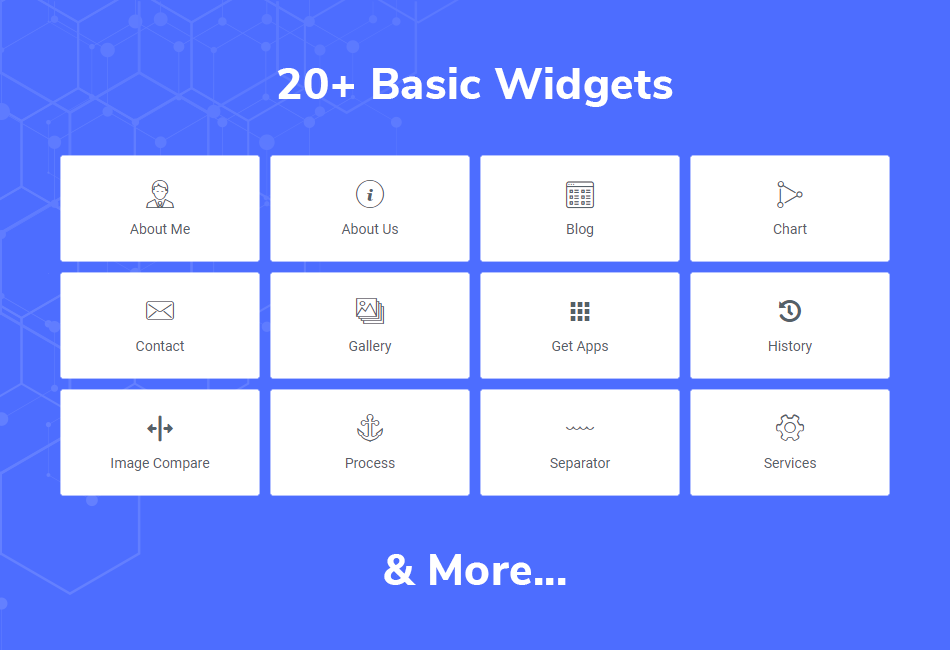 20+ Basic Widgets
About Me
About Us
Blog
Chart
Contact
Gallery
Get Apps
History
Image Compare
Process
Separator
Services
& More...